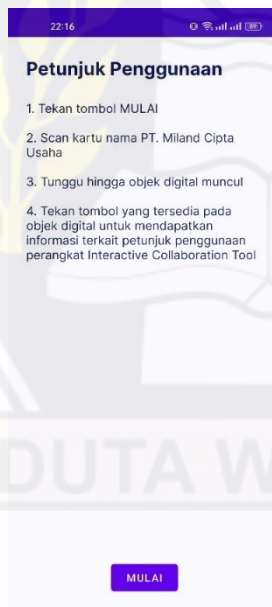 22:16
Petunjuk Penggunaan
1. Tekan tombol MULAI
2. Scan kartu nama PT. Miland Cipta
Usaha
3. Tunggu hingga objek digital muncul
4. Tekan tombol yang tersedia pada
objek digital untuk mendapatkan
informasi terkait petunjuk penggunaan
perangkat Interactive Collaboration Tool
DUTA W
MULAI